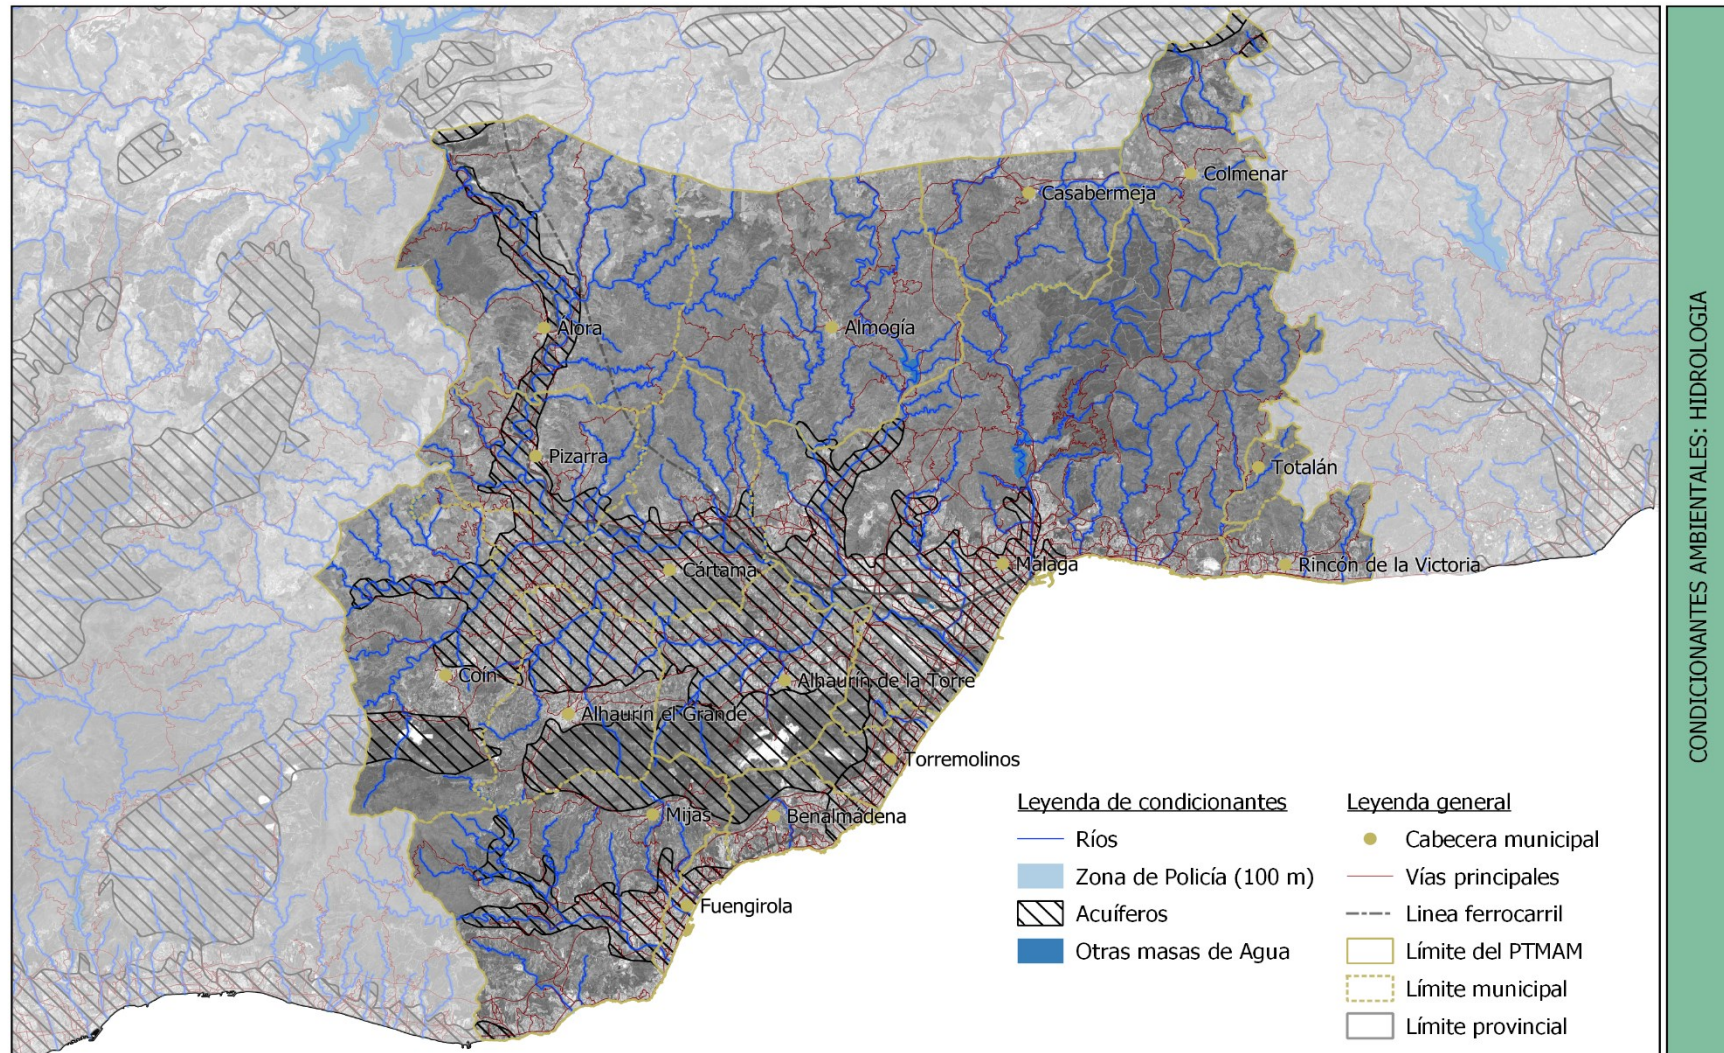 CONDICIONANTES AMBIENTALES: HIDROLOGIA
Colmenar
Casabermeja
Álora
Almogía
Pizarra
Totalán
Cártama
Málaga
Rincón de la Victoria
Coín
Alhaurín de la Torre
Alhaurin el Grande
Torremolinos
Mijas
Benalmadena
Fuengirola
Leyenda de condicionantes
Ríos
Zona de Policía (100 m)
Acuíferos
Otras masas de Agua
Leyenda general
Cabecera municipal
Vías principales
Linea ferrocarril
Límite del PTMAM
Límite municipal
Límite provincial